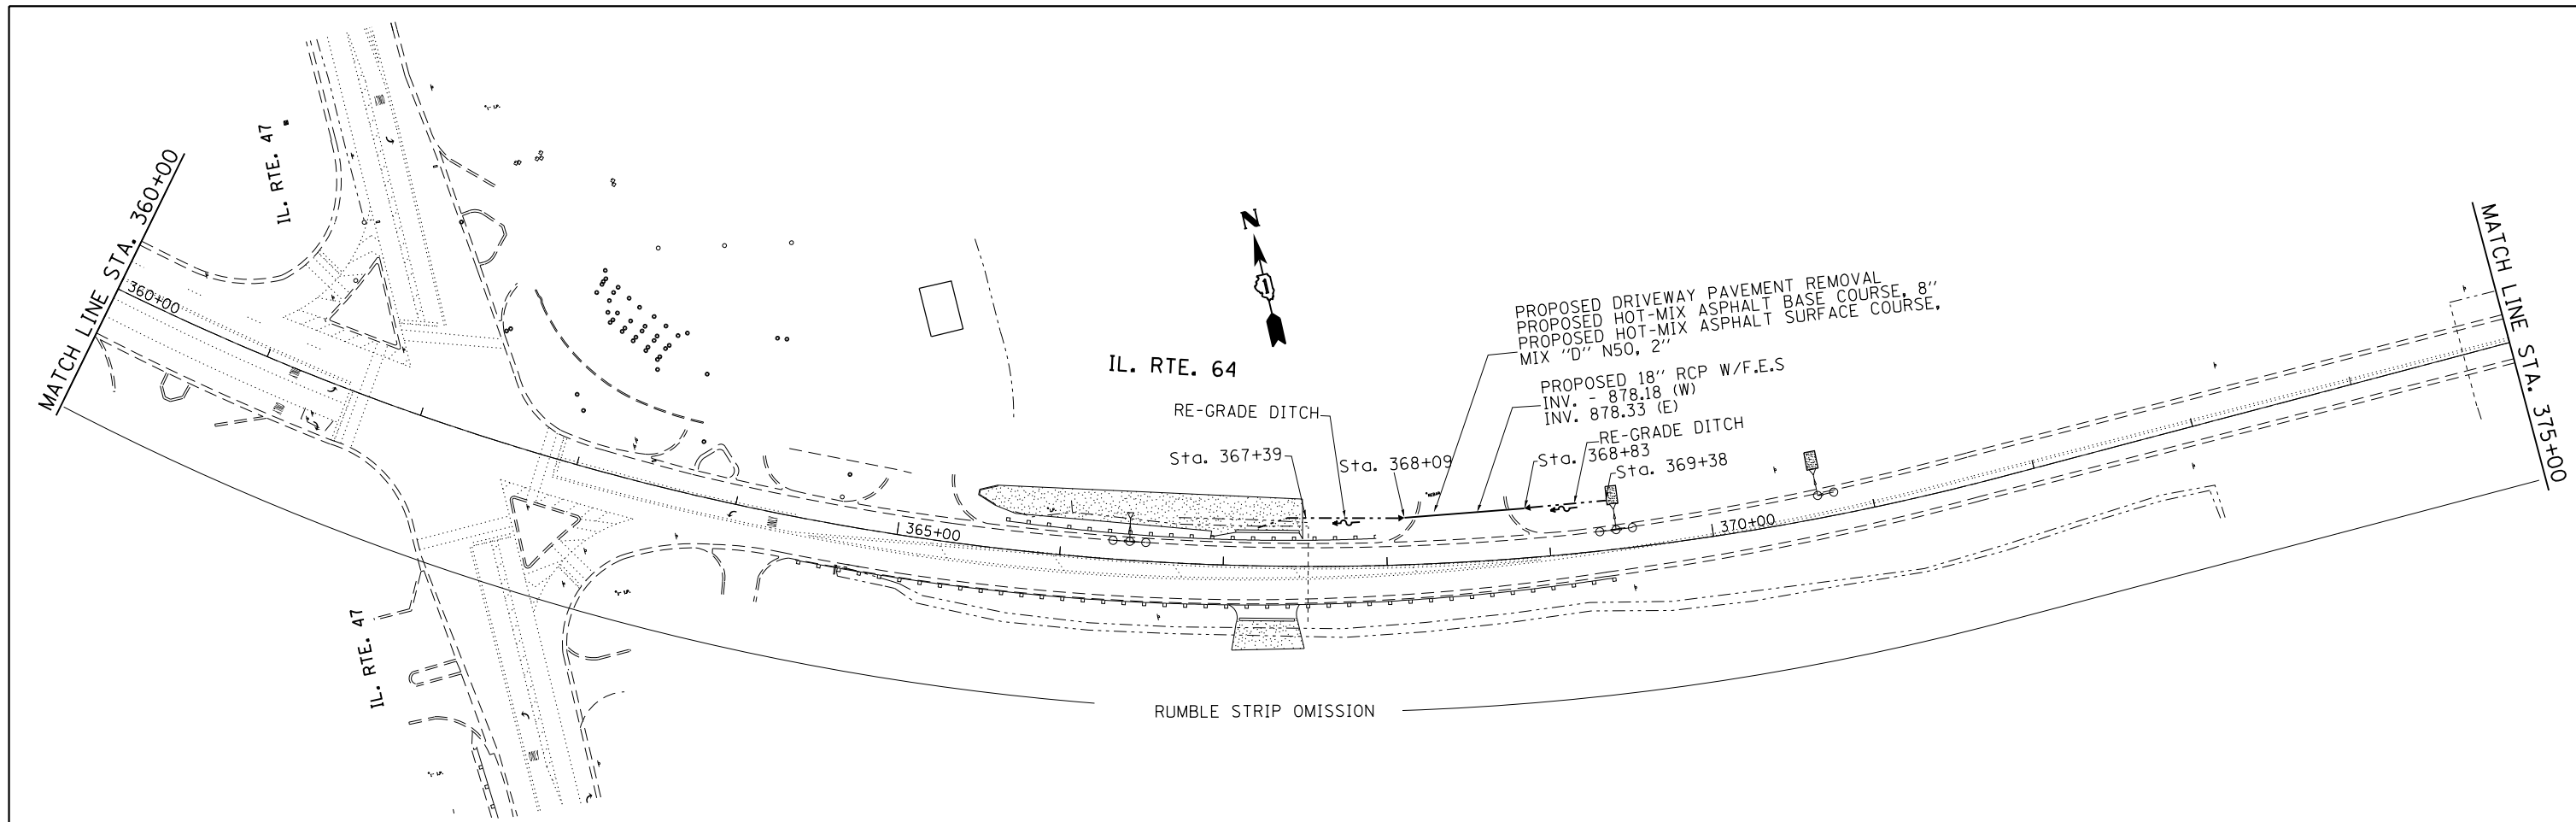 MATCH LINE STA. 360+00
360+00
IL. RTE. 47
N
IL. RTE. 64
PROPOSED DRIVEWAY PAVEMENT REMOVAL
PROPOSED HOT-MIX ASPHALT BASE COURSE, 8"
PROPOSED HOT-MIX ASPHALT SURFACE COURSE,
MIX "D" N50, 2"
PROPOSED 18" RCP W/F.E.S
INV. - 878.18 (W)
INV. 878.33 (E)
RE-GRADE DITCH
RE-GRADE DITCH
Sta. 367+39
Sta. 368+09
Sta. 368+83
Sta. 369+38
365+00
370+00
MATCH LINE STA. 375+00
IL. RTE. 47
RUMBLE STRIP OMISSION